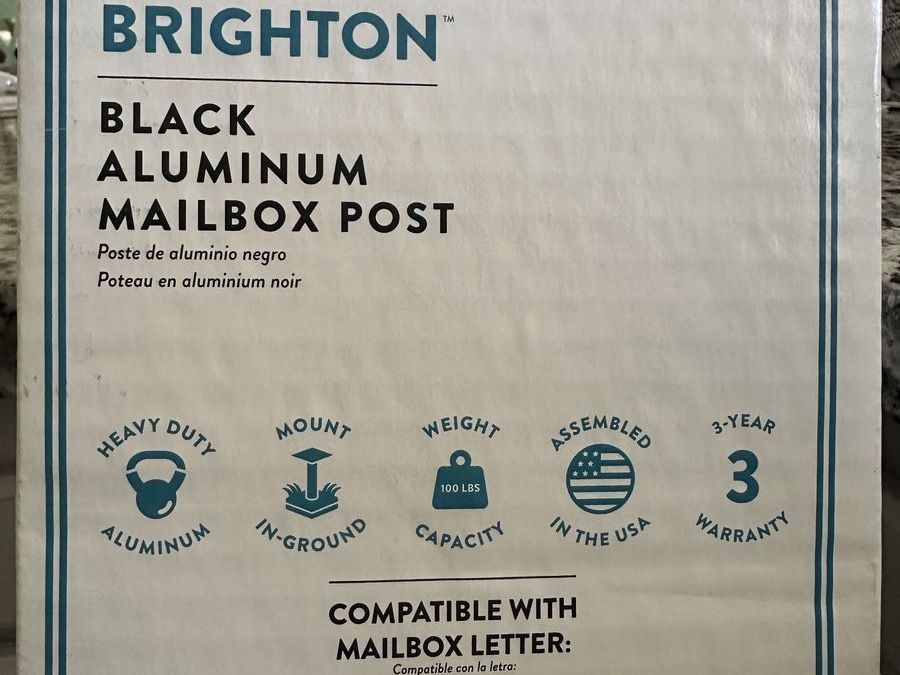 BRIGHTON™
BLACK
ALUMINUM
MAILBOX POST
Poste de aluminio negro
Poteau en aluminium noir
HEAVY DUTY
ALUMINUM
MOUNT
IN-GROUND
WEIGHT
100 LBS
CAPACITY
ASSEMBLED
IN THE USA
3-YEAR
3
WARRANTY
COMPATIBLE WITH
MAILBOX LETTER:
Compatible con la letra: